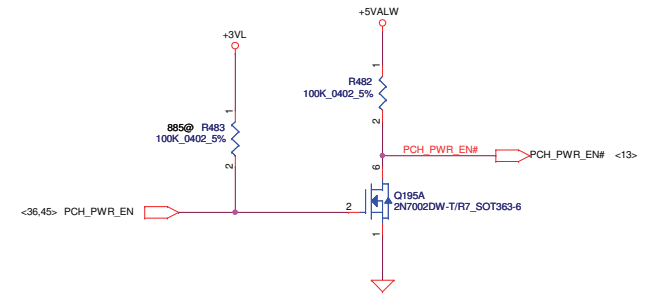 +5VALW
+3VL
1
R482
100K_0402_5%
2
1
885@ R483
100K_0402_5%
2
PCH_PWR_EN#
PCH_PWR_EN# <13>
6
Q195A
2N7002DW-T/R7_SOT363-6
<36,45> PCH_PWR_EN
2
1